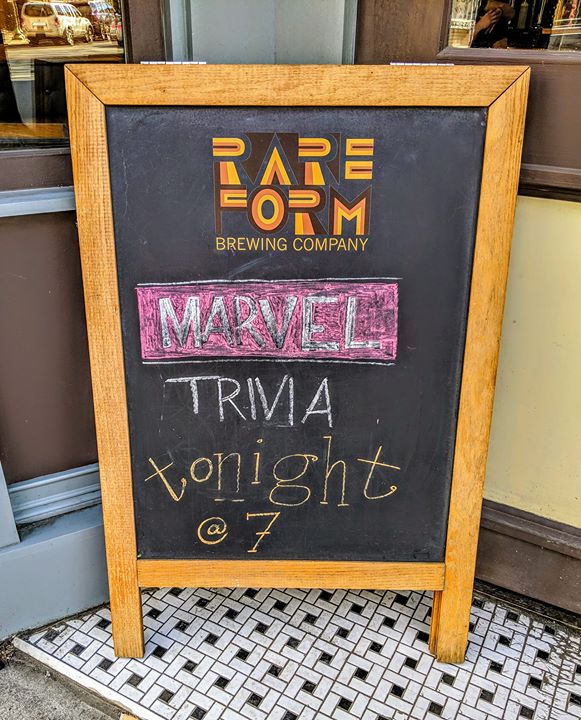 RARE
FORM
BREWING COMPANY
MARVEL
TRIVIA
tonight
@ 7